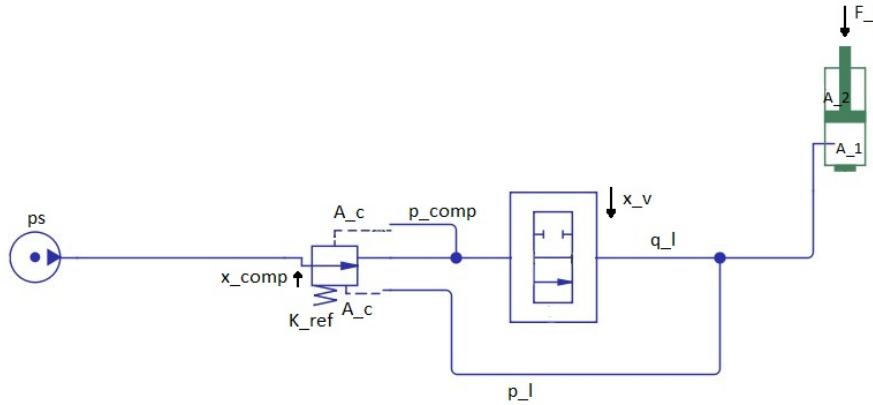 F_
A_2
A_1
x_v
A_c
p_comp
ps
q_l
x_comp
K_ref
A_c
p_l